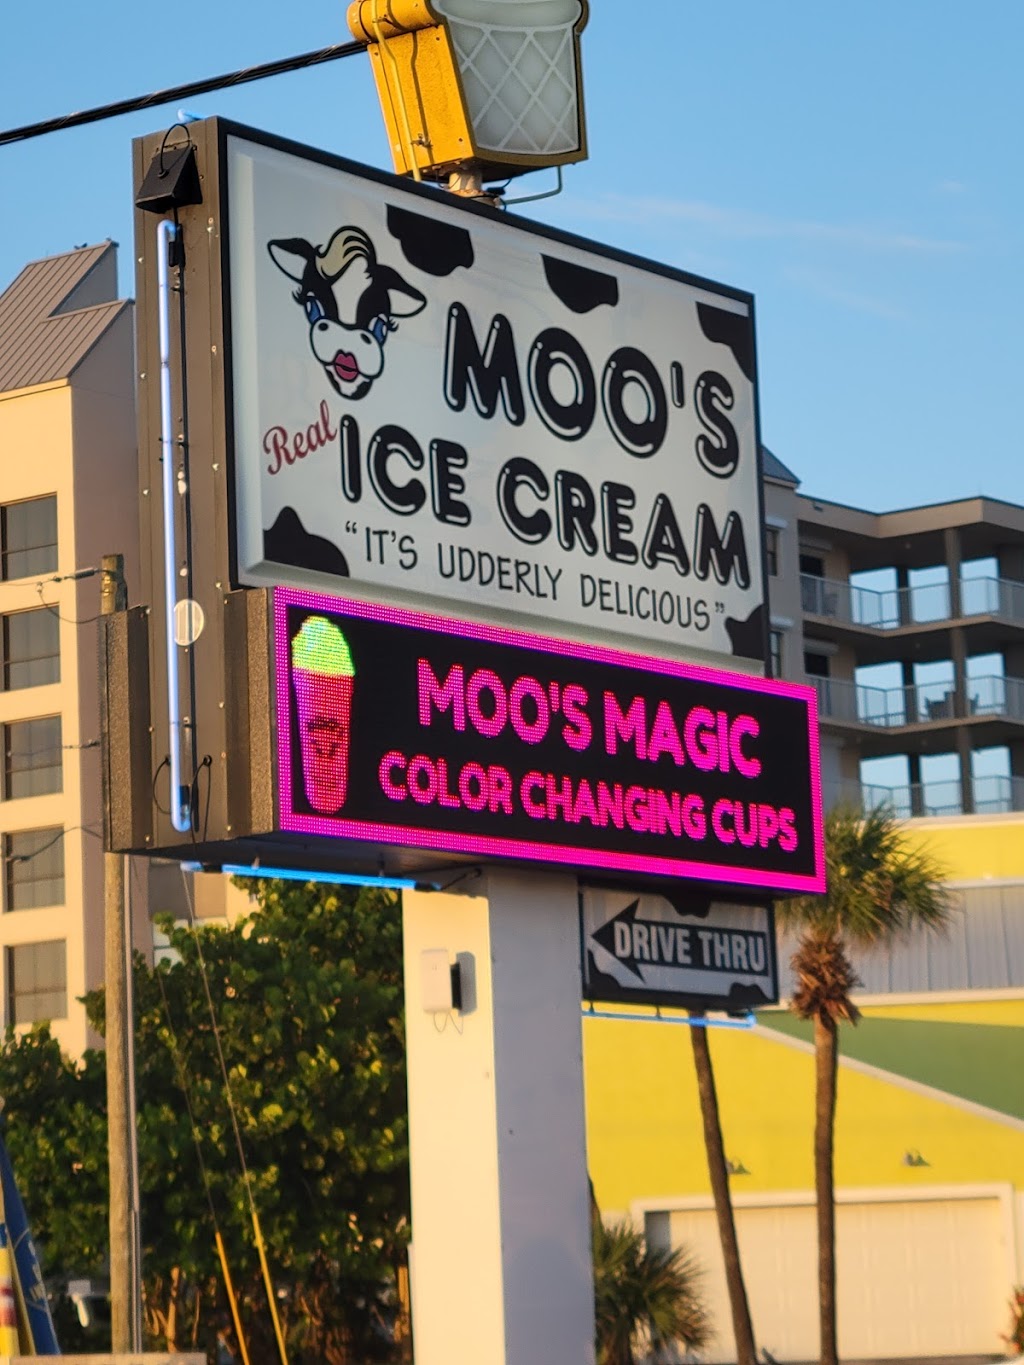 MOO'S
Real ICE CREAM
"IT'S UDDERLY DELICIOUS"
MOO'S MAGIC
COLOR CHANGING CUPS
DRIVE THRU